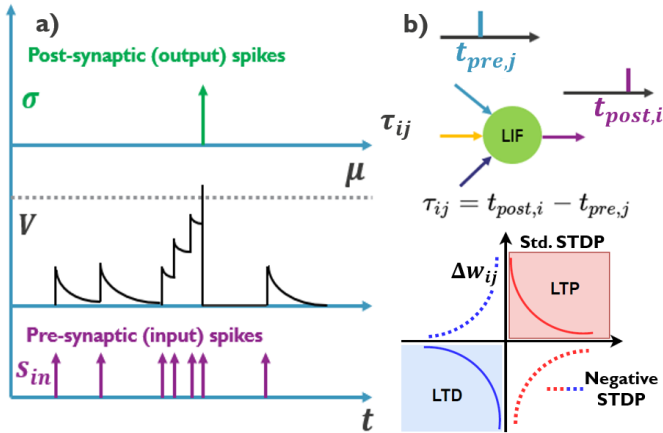 a)
Post-synaptic (output) spikes
σ
μ
V
Pre-synaptic (input) spikes
S_in
t
b)
t_pre,j
t_post,i
τ_ij
LIF
τ_ij = t_post,i − t_pre,j
Std. STDP
Δw_ij
LTP
LTD
Negative
STDP